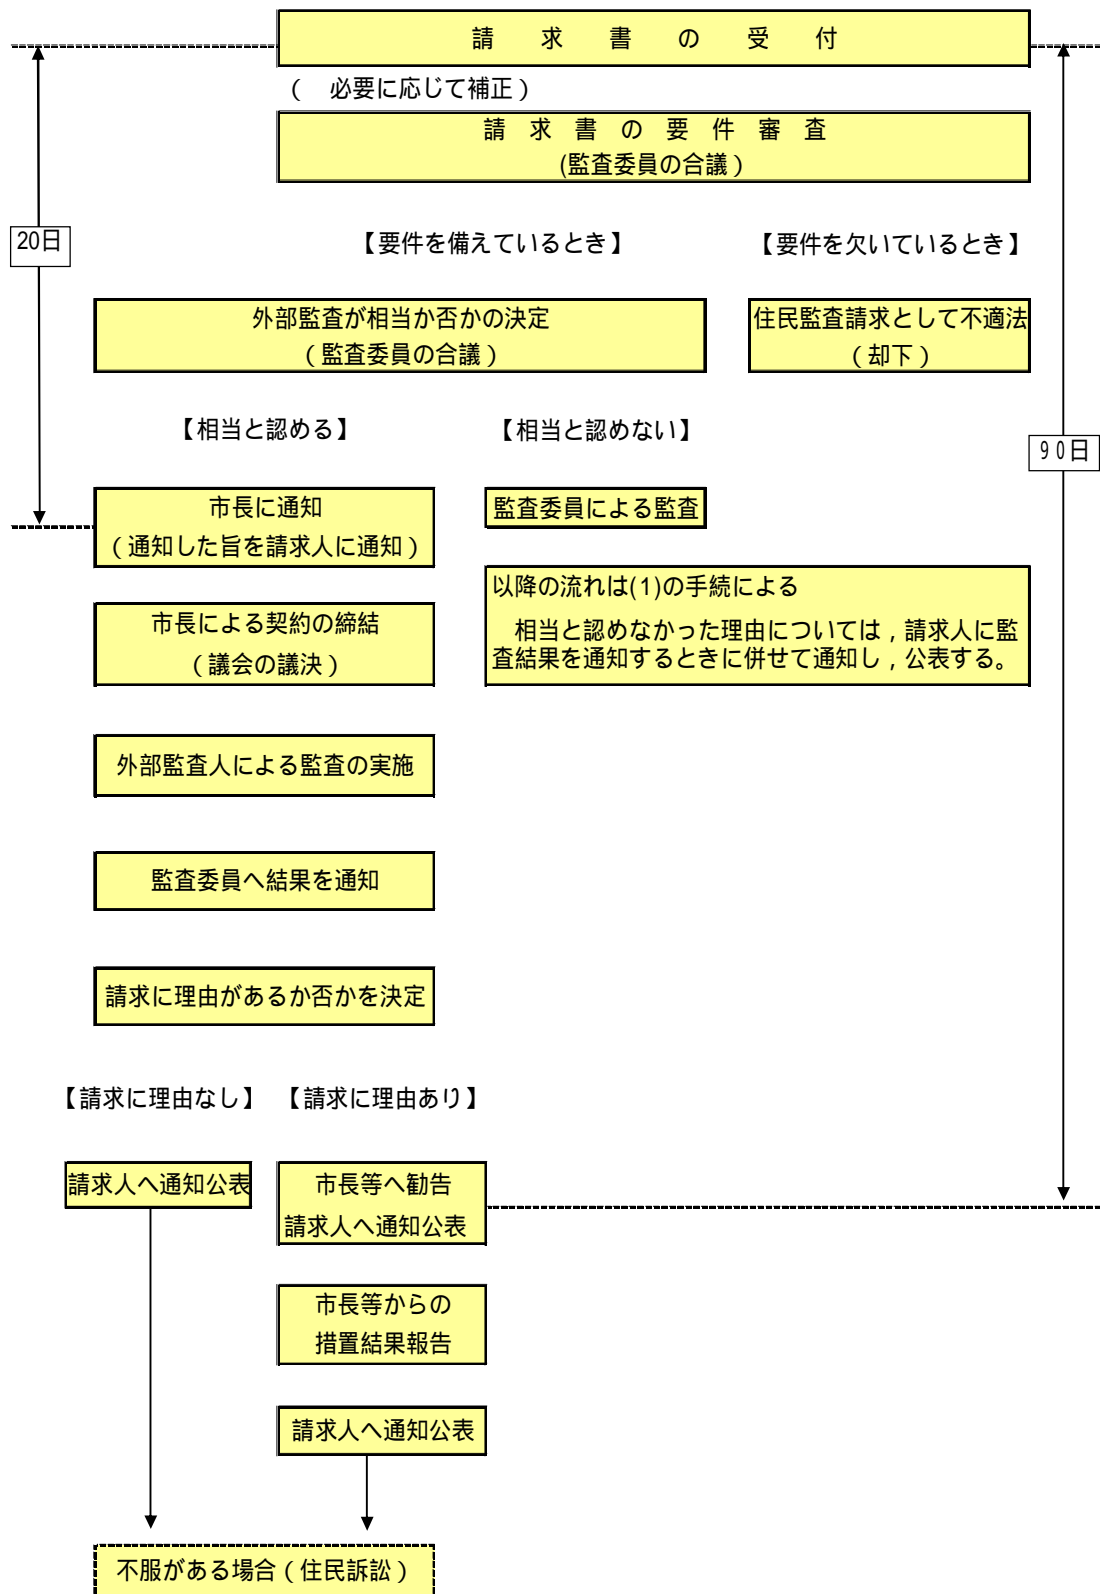 請求書の受付
(　必要に応じて補正)
請求書の要件審査
(監査委員の合議)
20日
【要件を備えているとき】
【要件を欠いているとき】
外部監査が相当か否かの決定
(監査委員の合議)
住民監査請求として不適法
(却下)
【相当と認める】
【相当と認めない】
90日
市長に通知
(通知した旨を請求人に通知)
監査委員による監査
以降の流れは(1)の手続による
相当と認めなかった理由については,請求人に監
査結果を通知するときに併せて通知し,公表する。
市長による契約の締結
(議会の議決)
外部監査人による監査の実施
監査委員へ結果を通知
請求に理由があるか否かを決定
【請求に理由なし】
【請求に理由あり】
請求人へ通知公表
市長等へ勧告
請求人へ通知公表
市長等からの
措置結果報告
請求人へ通知公表
不服がある場合(住民訴訟)